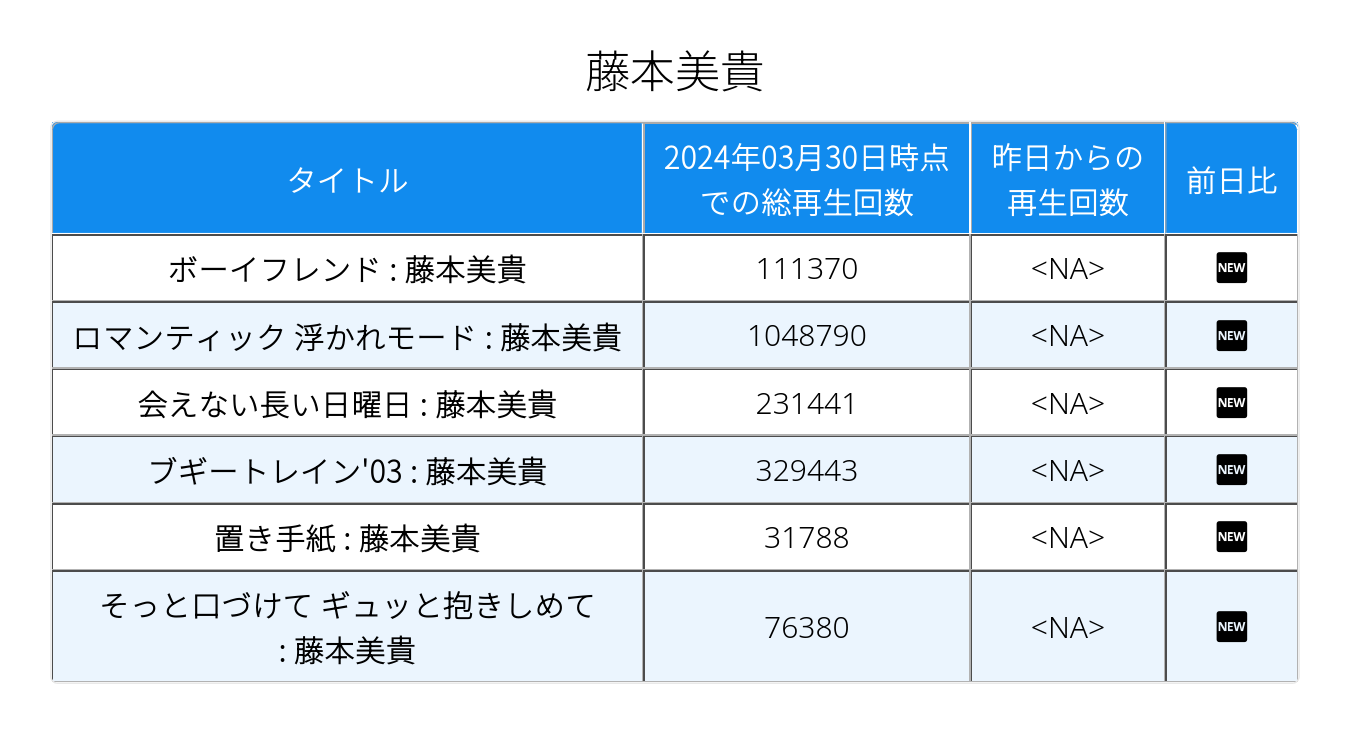 藤本美貴
タイトル
2024年03月30日時点
での総再生回数
昨日からの
再生回数
前日比
ボーイフレンド : 藤本美貴
111370
<NA>
NEW
ロマンティック 浮かれモード : 藤本美貴
1048790
<NA>
NEW
会えない長い日曜日 : 藤本美貴
231441
<NA>
NEW
ブギートレイン'03 : 藤本美貴
329443
<NA>
NEW
置き手紙 : 藤本美貴
31788
<NA>
NEW
そっと口づけて ギュッと抱きしめて
: 藤本美貴
76380
<NA>
NEW